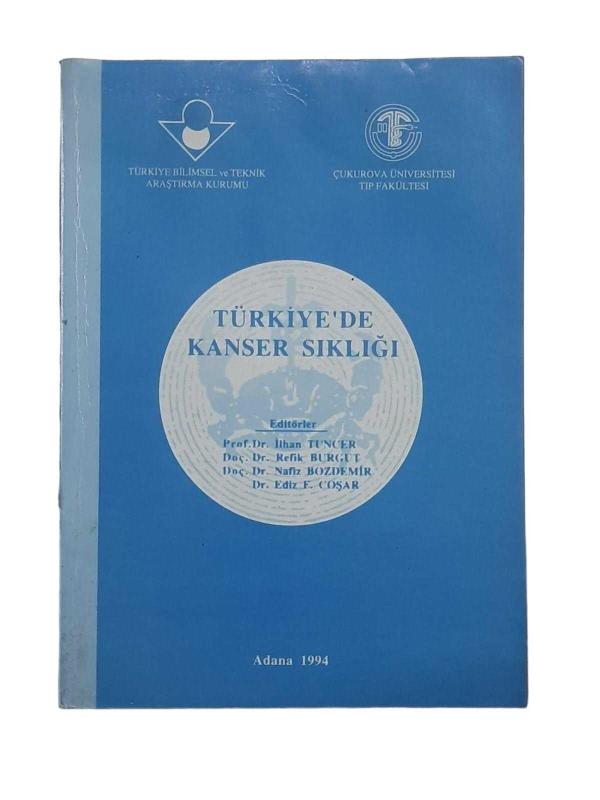 TÜRKİYE BİLİMSEL ve TEKNİK
ARAŞTIRMA KURUMU
ÇUKUROVA ÜNİVERSİTESİ
TIP FAKÜLTESİ
TÜRKİYE'DE
KANSER SIKLIĞI
Editörler
Prof.Dr. İlhan TUNCER
Doç. Dr. Refik BURGUT
Doç. Dr. Nafiz BOZDEMİR
Dr. Ediz F. COŞAR
Adana 1994